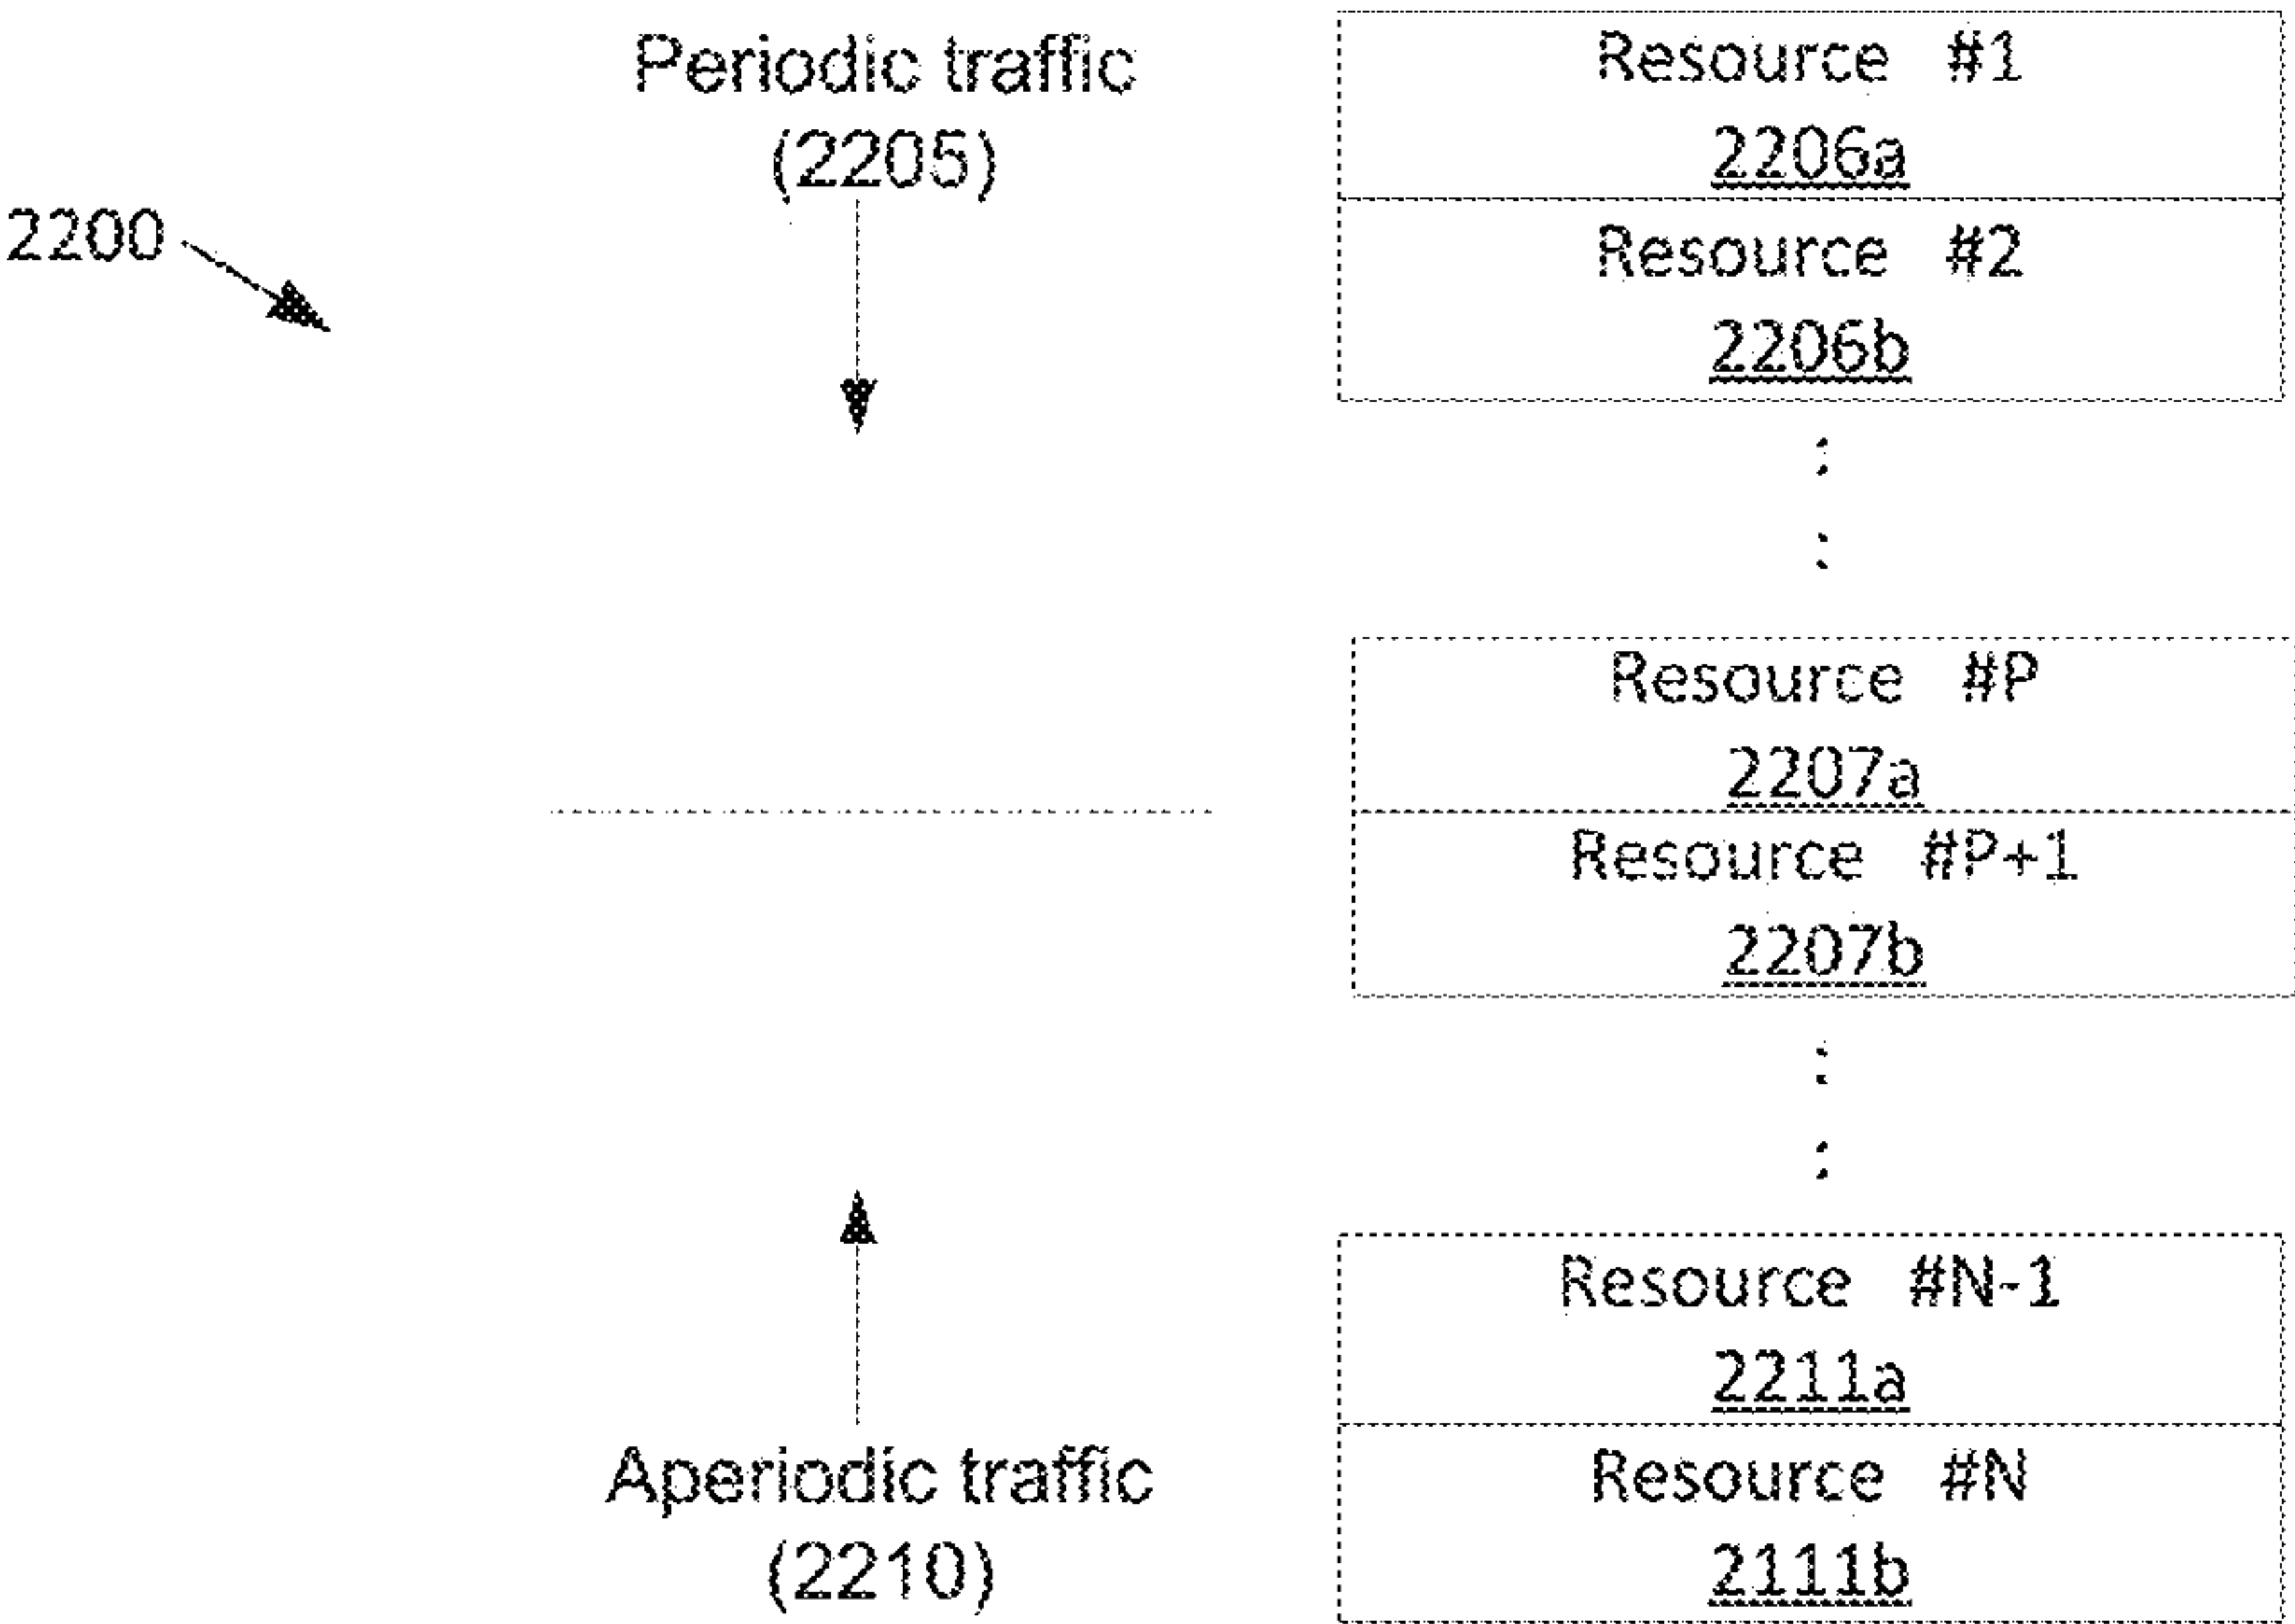 Periodic traffic
(2205)
2200
Resource #1
2206a
Resource #2
2206b
Resource #P
2207a
Resource #P+1
2207b
Resource #N-1
2211a
Resource #N
2111b
Aperiodic traffic
(2210)